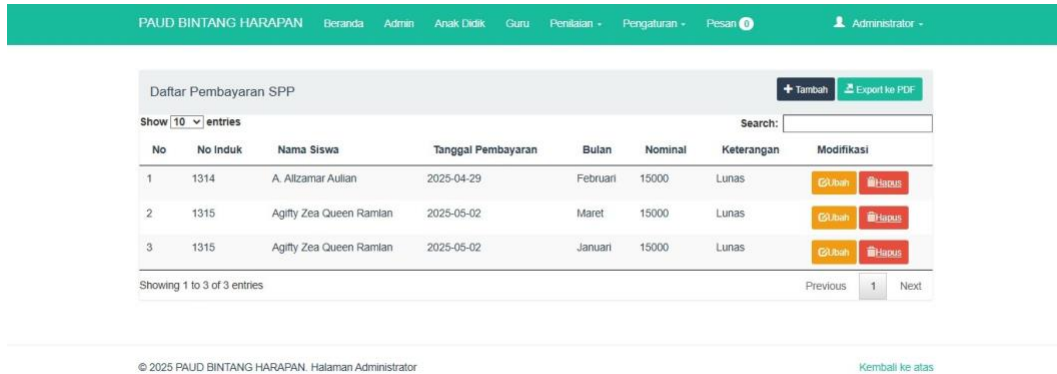 PAUD BINTANG HARAPAN Beranda Admin Anak Didik Guru Penilaian Pengaturan Pesan 0 Administrator
Daftar Pembayaran SPP + Tambah Export ke PDF
Show 10 entries Search:
No No Induk Nama Siswa Tanggal Pembayaran Bulan Nominal Keterangan Modifikasi
1 1314 A. Alizamar Aulian 2025-04-29 Februari 15000 Lunas Ubah Hapus
2 1315 Agifty Zea Queen Ramlan 2025-05-02 Maret 15000 Lunas Ubah Hapus
3 1315 Agifty Zea Queen Ramlan 2025-05-02 Januari 15000 Lunas Ubah Hapus
Showing 1 to 3 of 3 entries Previous 1 Next
© 2025 PAUD BINTANG HARAPAN. Halaman Administrator Kembali ke atas